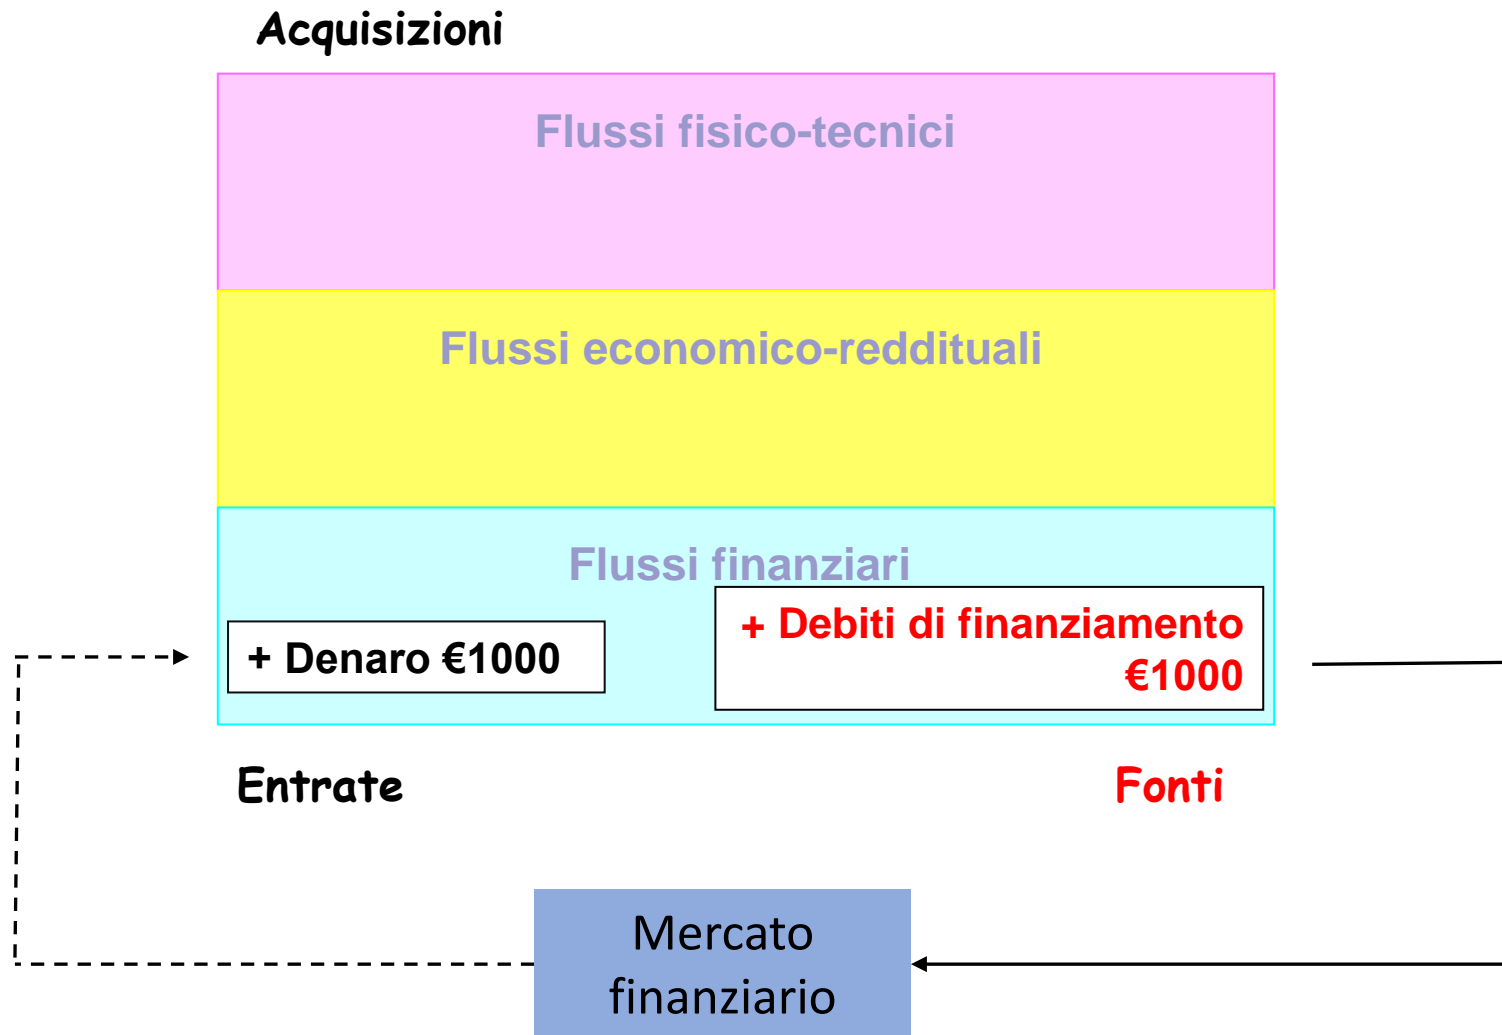 Acquisizioni
Flussi fisico-tecnici
Flussi economico-reddituali
Flussi finanziari
+ Denaro €1000
+ Debiti di finanziamento
€1000
Entrate
Fonti
Mercato
finanziario